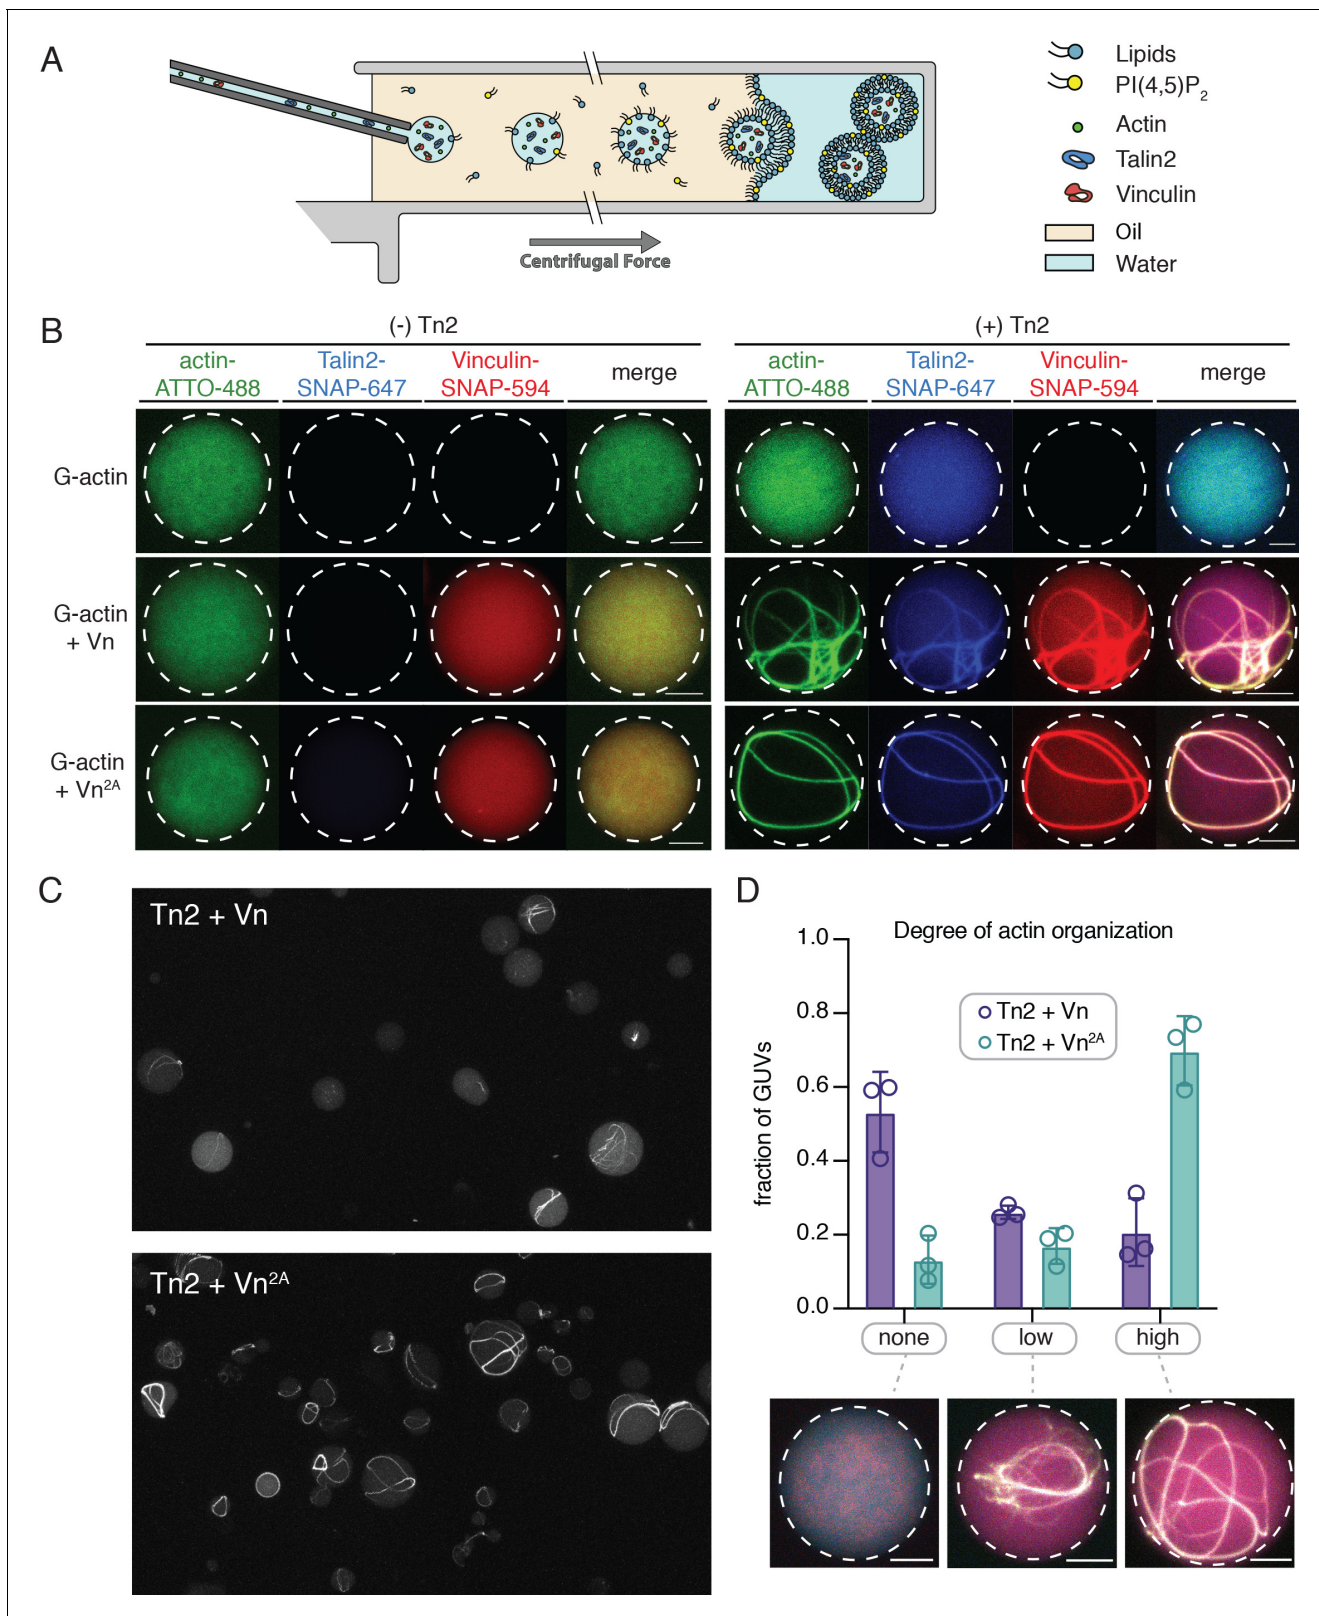 A
Lipids
PI(4,5)P2
Actin
Talin2
Vinculin
Oil
Water
Centrifugal Force
B
(-) Tn2
(+) Tn2
actin-
ATTO-488
Talin2-
SNAP-647
Vinculin-
SNAP-594
merge
actin-
ATTO-488
Talin2-
SNAP-647
Vinculin-
SNAP-594
merge
G-actin
G-actin
+ Vn
G-actin
+ Vn2A
C
Tn2 + Vn
Tn2 + Vn2A
D
Degree of actin organization
fraction of GUVs
1.0
0.8
0.6
0.4
0.2
0.0
Tn2 + Vn
Tn2 + Vn2A
none
low
high